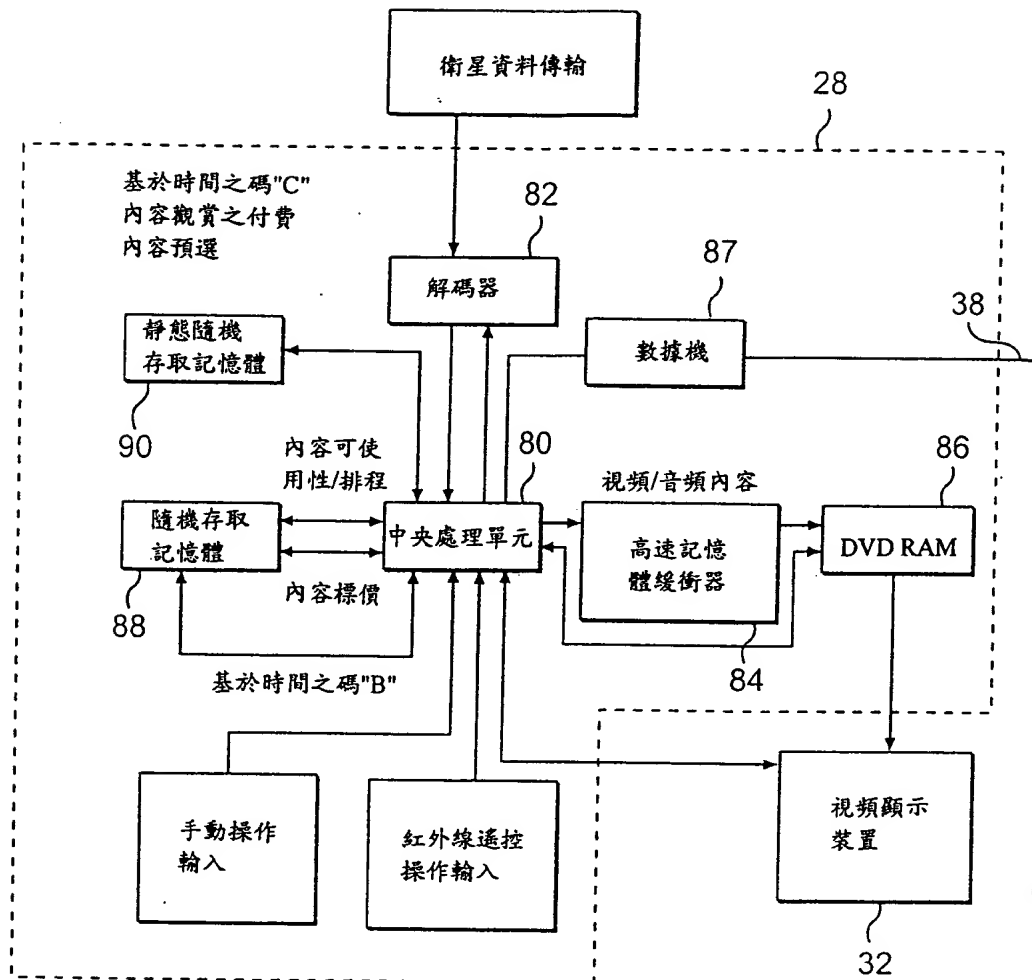 衛星資料傳輸
28
基於時間之碼"C"
內容觀賞之付費
內容預選
82
解碼器
87
數據機
38
靜態隨機
存取記憶體
90
內容可使
用性/排程
80
視頻/音頻內容
86
隨機存取
記憶體
中央處理單元
高速記憶
體緩衝器
DVD RAM
88
內容標價
84
基於時間之碼"B"
手動操作
輸入
紅外線遙控
操作輸入
視頻顯示
裝置
32